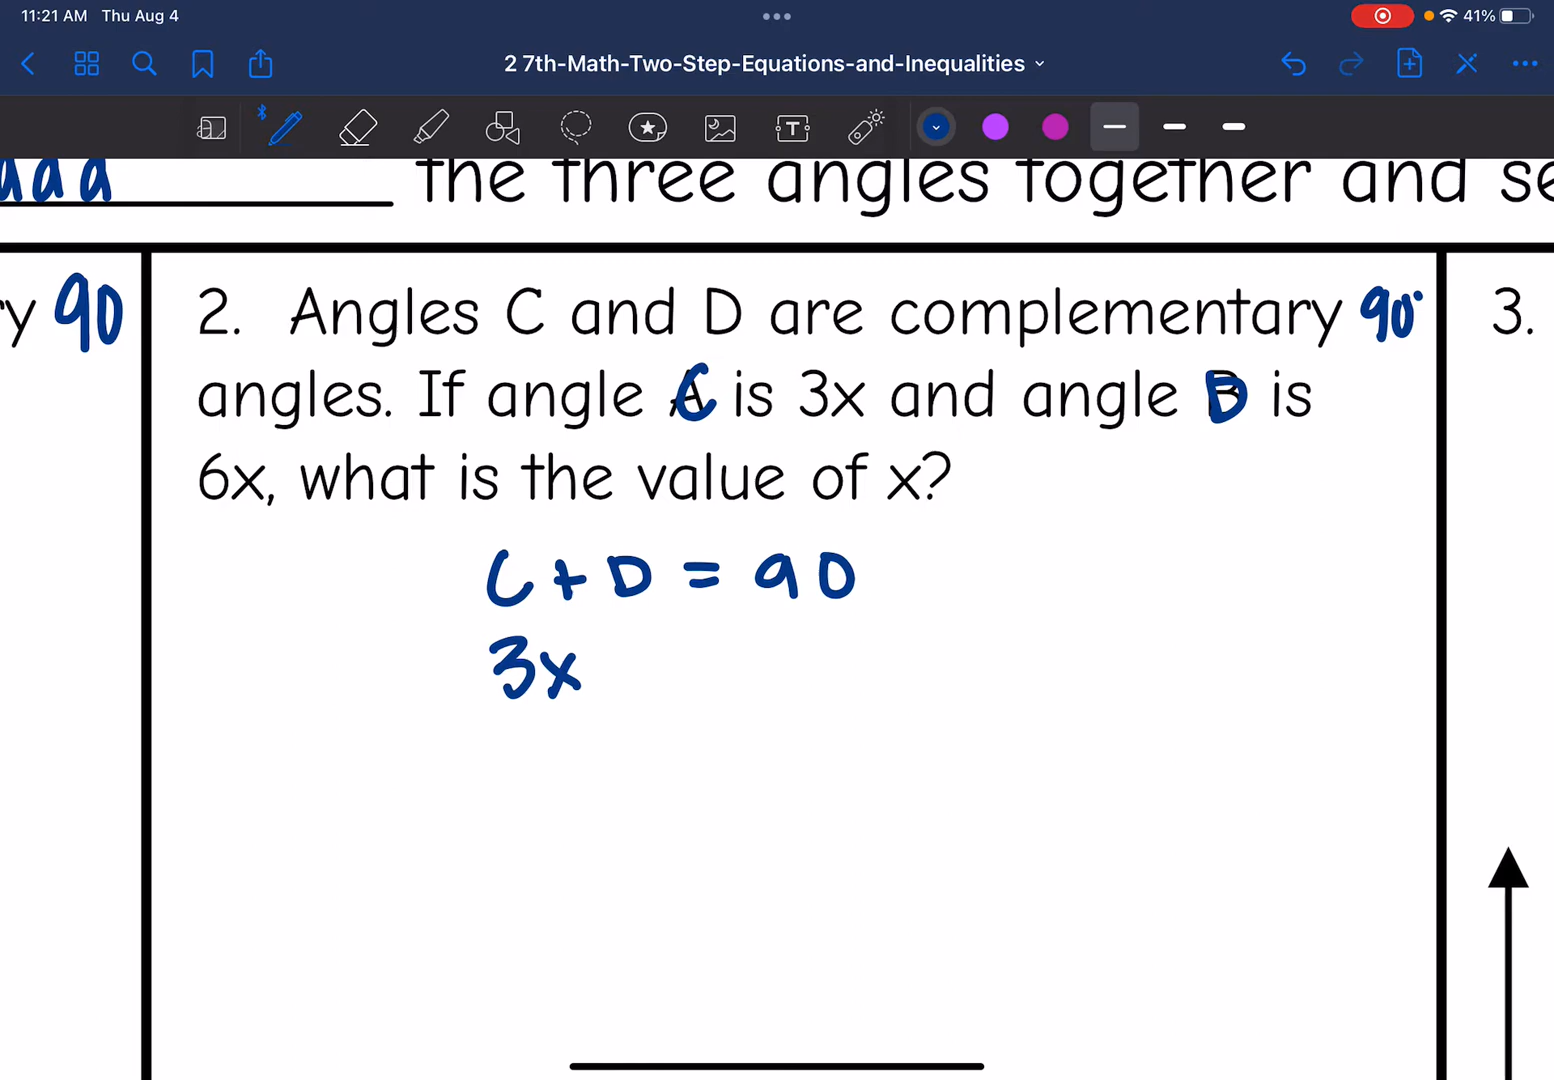 11:21 AM Thu Aug 4
41%
2 7th-Math-Two-Step-Equations-and-Inequalities
T
the three angles together and se
ry 90
2. Angles C and D are complementary 90°
angles. If angle C is 3x and angle D is
6x, what is the value of x?
C + D = 90
3x
3.